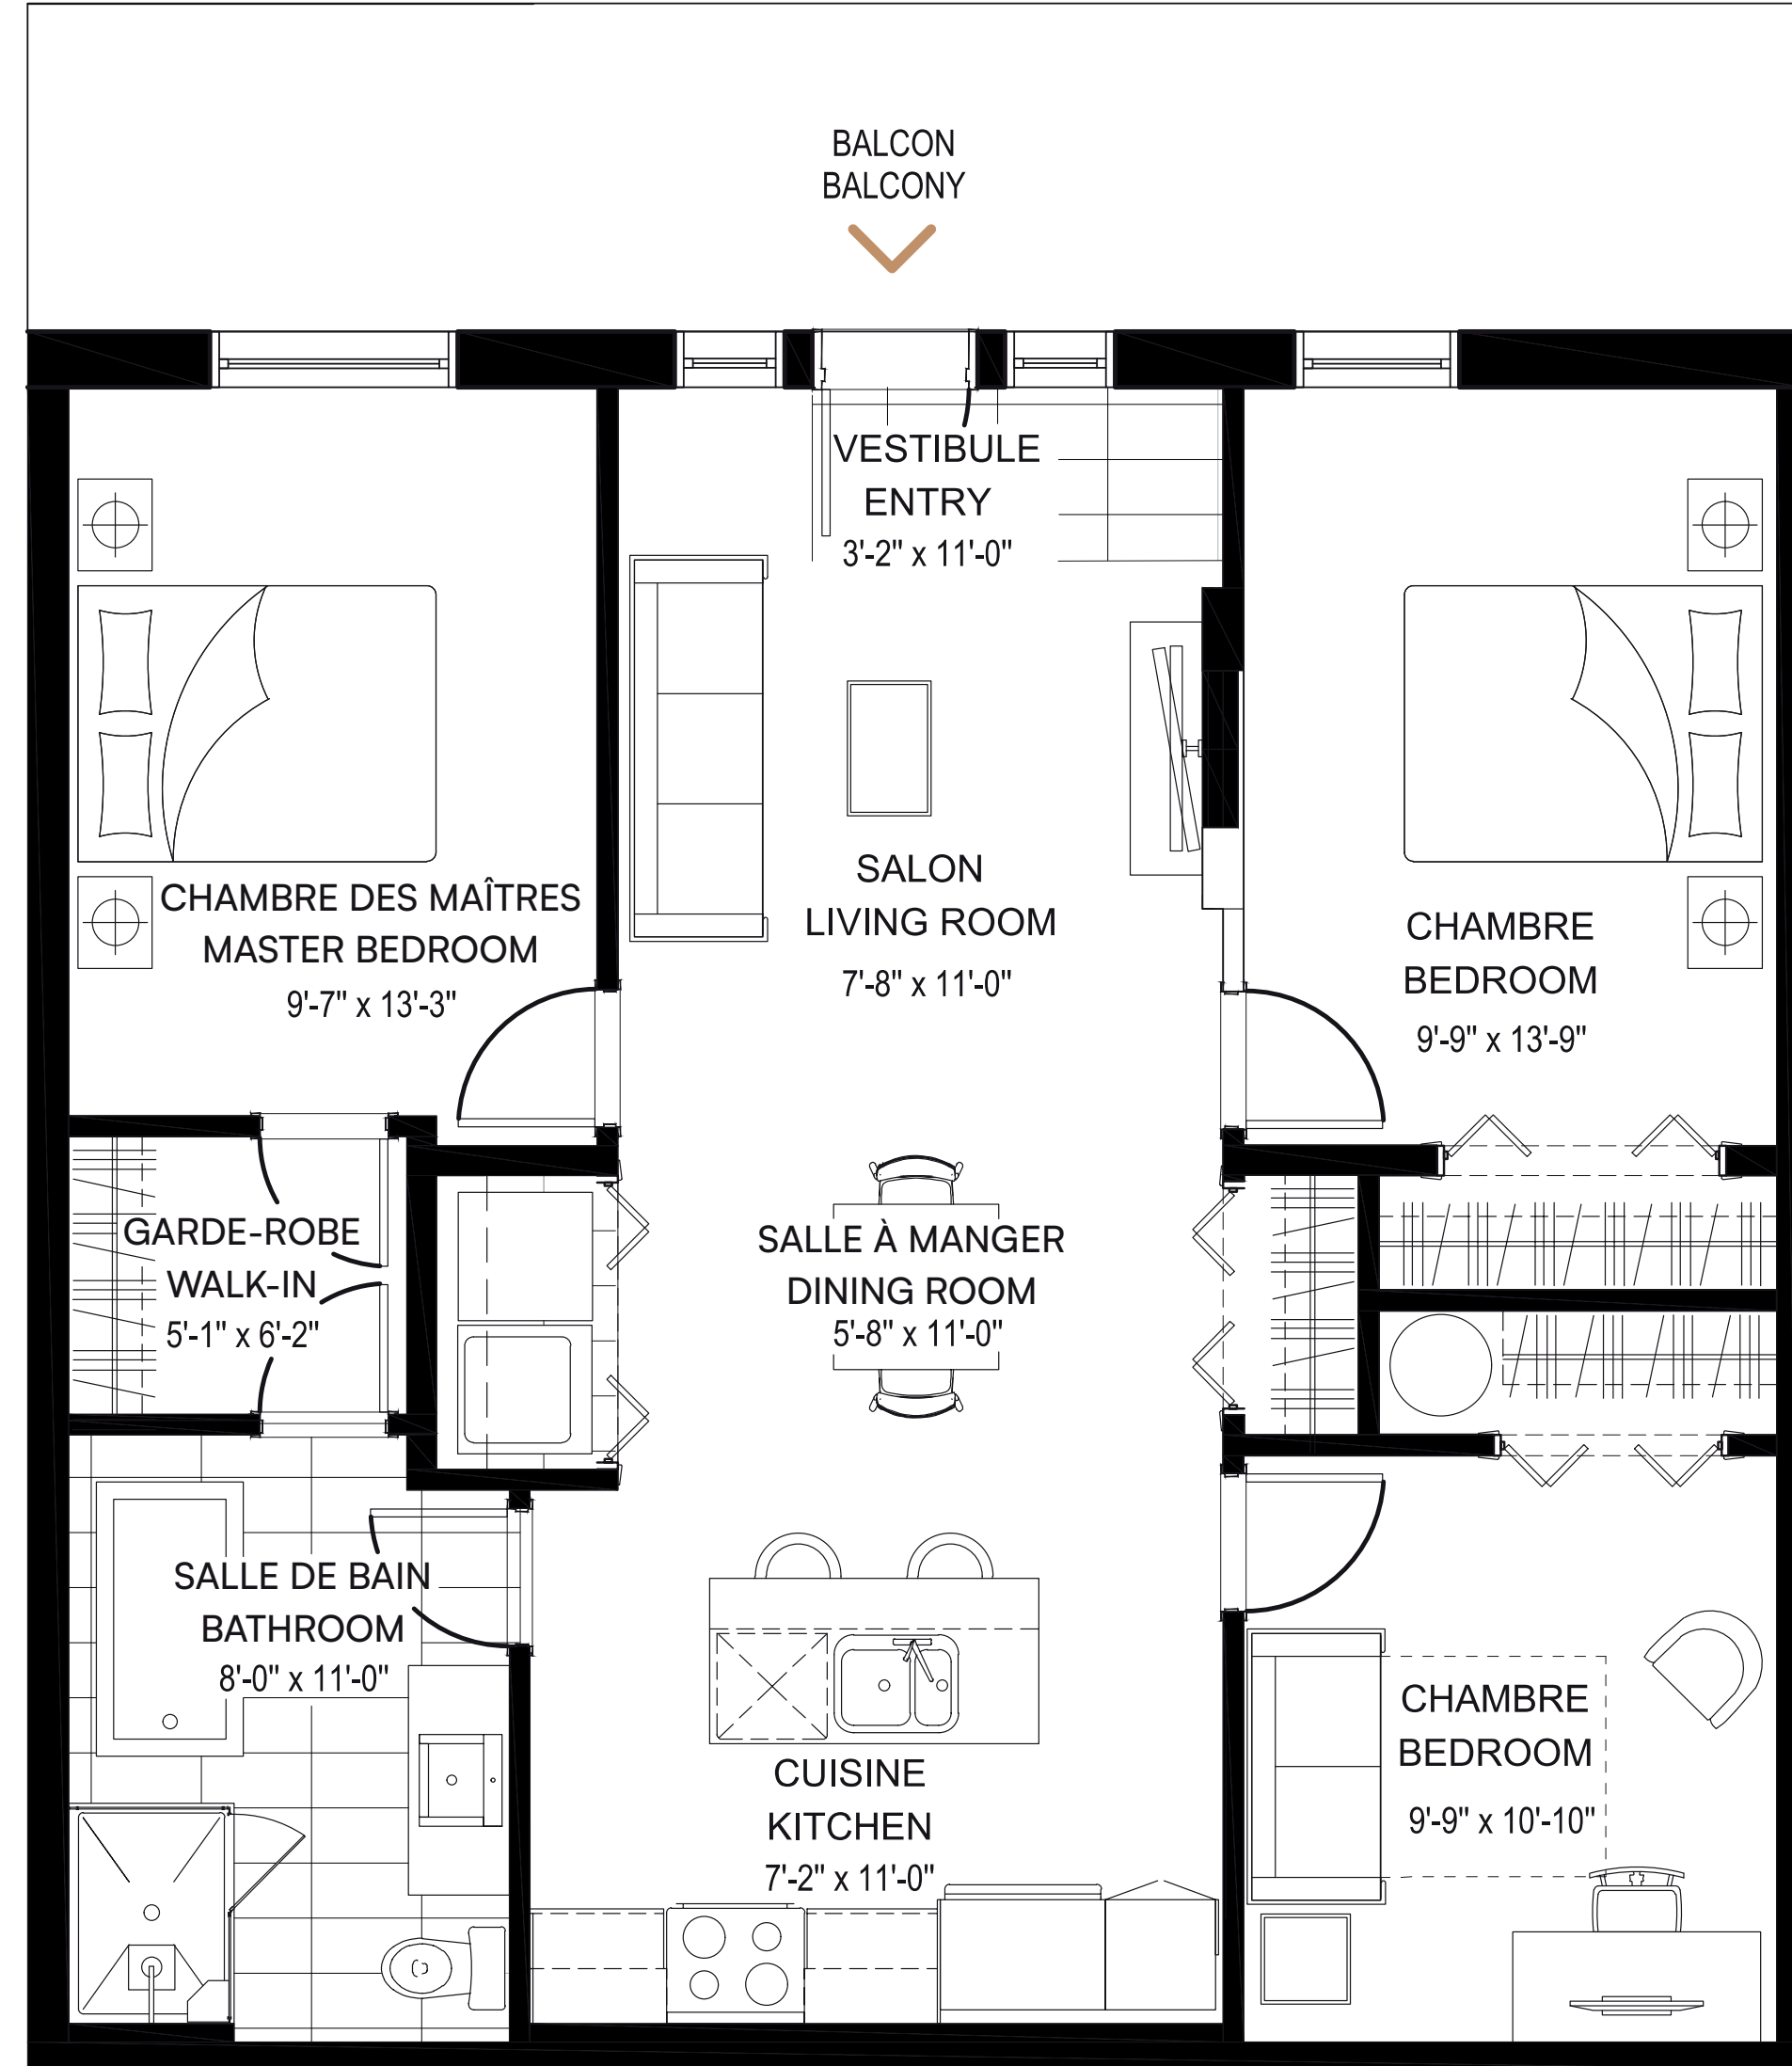 BALCON
BALCONY
VESTIBULE
ENTRY
3'-2" x 11'-0"
SALON
LIVING ROOM
7'-8" x 11'-0"
CHAMBRE DES MAÎTRES
MASTER BEDROOM
9'-7" x 13'-3"
CHAMBRE
BEDROOM
9'-9" x 13'-9"
GARDE-ROBE
WALK-IN
5'-1" x 6'-2"
SALLE À MANGER
DINING ROOM
5'-8" x 11'-0"
SALLE DE BAIN
BATHROOM
8'-0" x 11'-0"
CUISINE
KITCHEN
7'-2" x 11'-0"
CHAMBRE
BEDROOM
9'-9" x 10'-10"